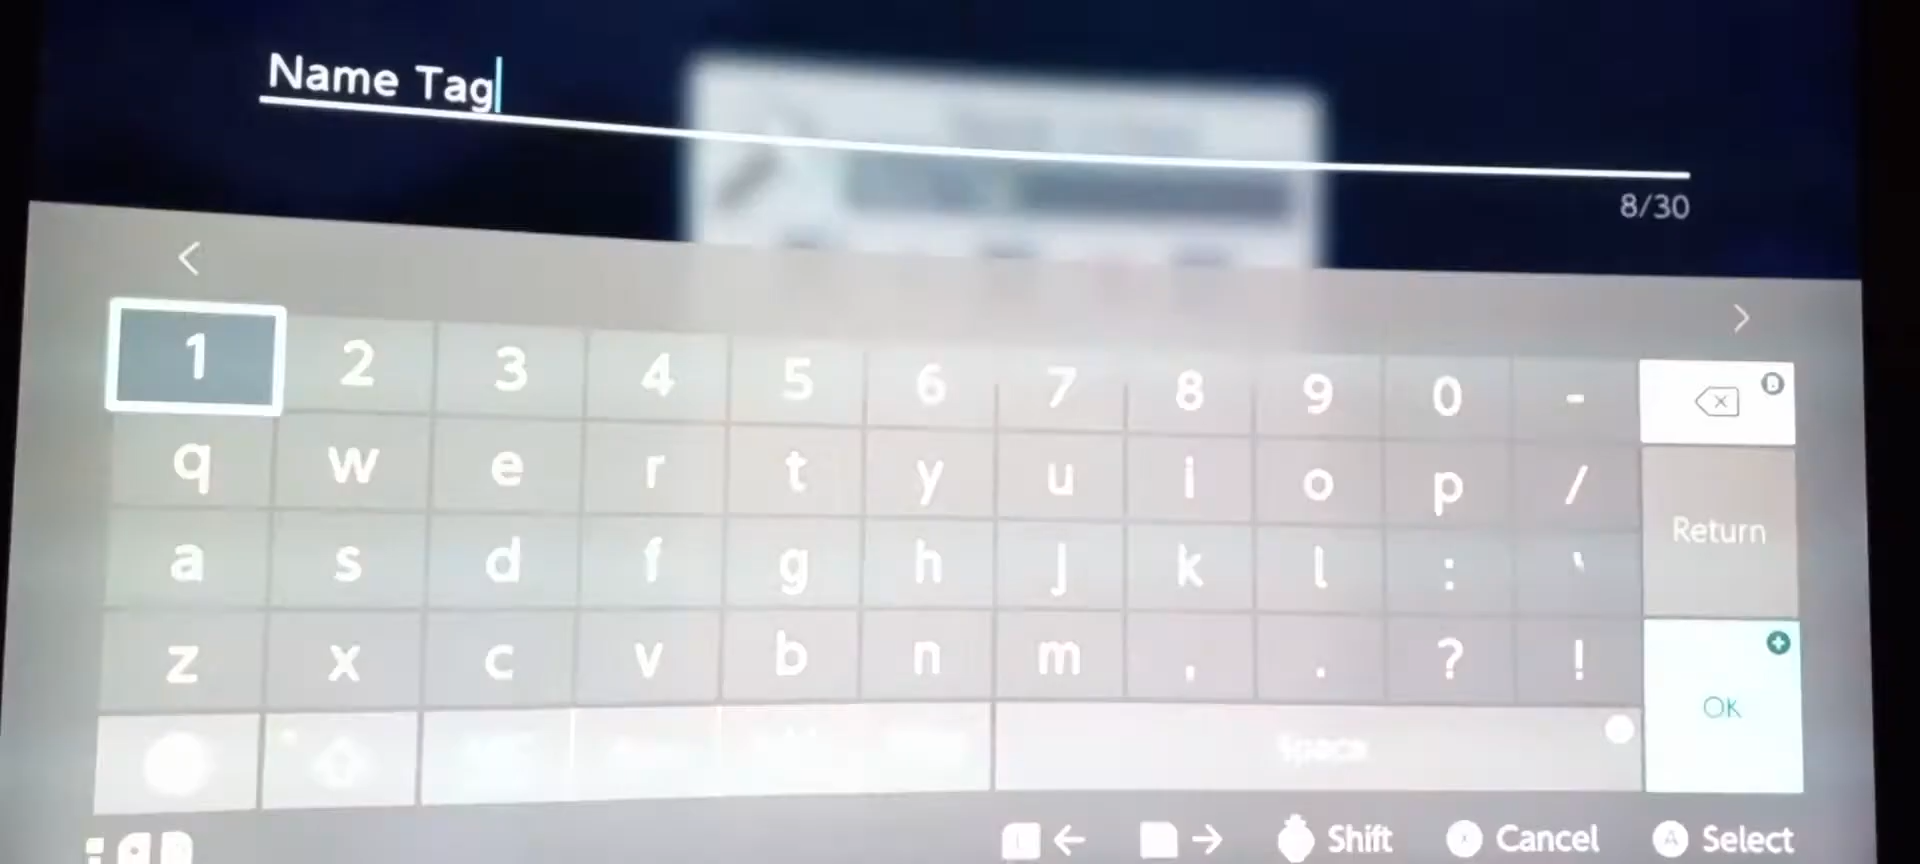 Name Tag
8/30
<
>
1 2 3 4 5 6 7 8 9 0 -
q w e r t y u i o p / Return
a s d f g h j k l : '
z x c v b n m , . ? ! OK
Space
← → Shift Cancel A Select